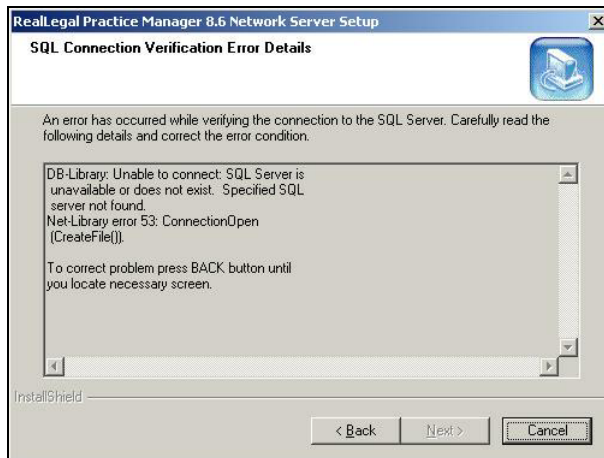 RealLegal Practice Manager 8.6 Network Server Setup
SQL Connection Verification Error Details
An error has occurred while verifying the connection to the SQL Server. Carefully read the
following details and correct the error condition.
DB-Library: Unable to connect: SQL Server is
unavailable or does not exist.  Specified SQL
server not found.
Net-Library error 53: ConnectionOpen
(CreateFile()).
To correct problem press BACK button until
you locate necessary screen.
InstallShield
< Back
Next >
Cancel